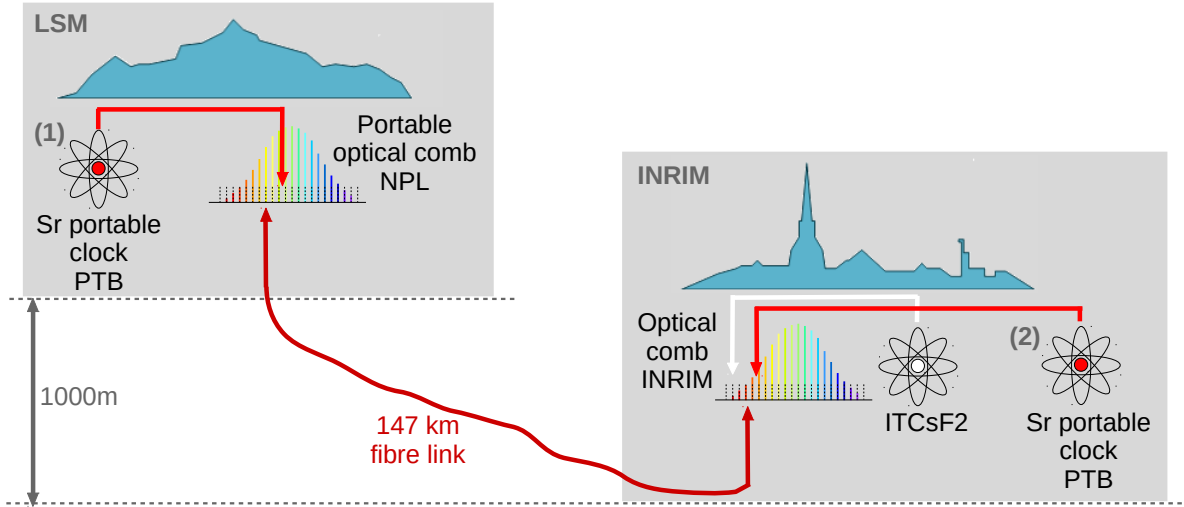 LSM
(1)
Portable
optical comb
NPL
Sr portable
clock
PTB
1000m
147 km
fibre link
INRIM
Optical
comb
INRIM
ITCsF2
(2)
Sr portable
clock
PTB